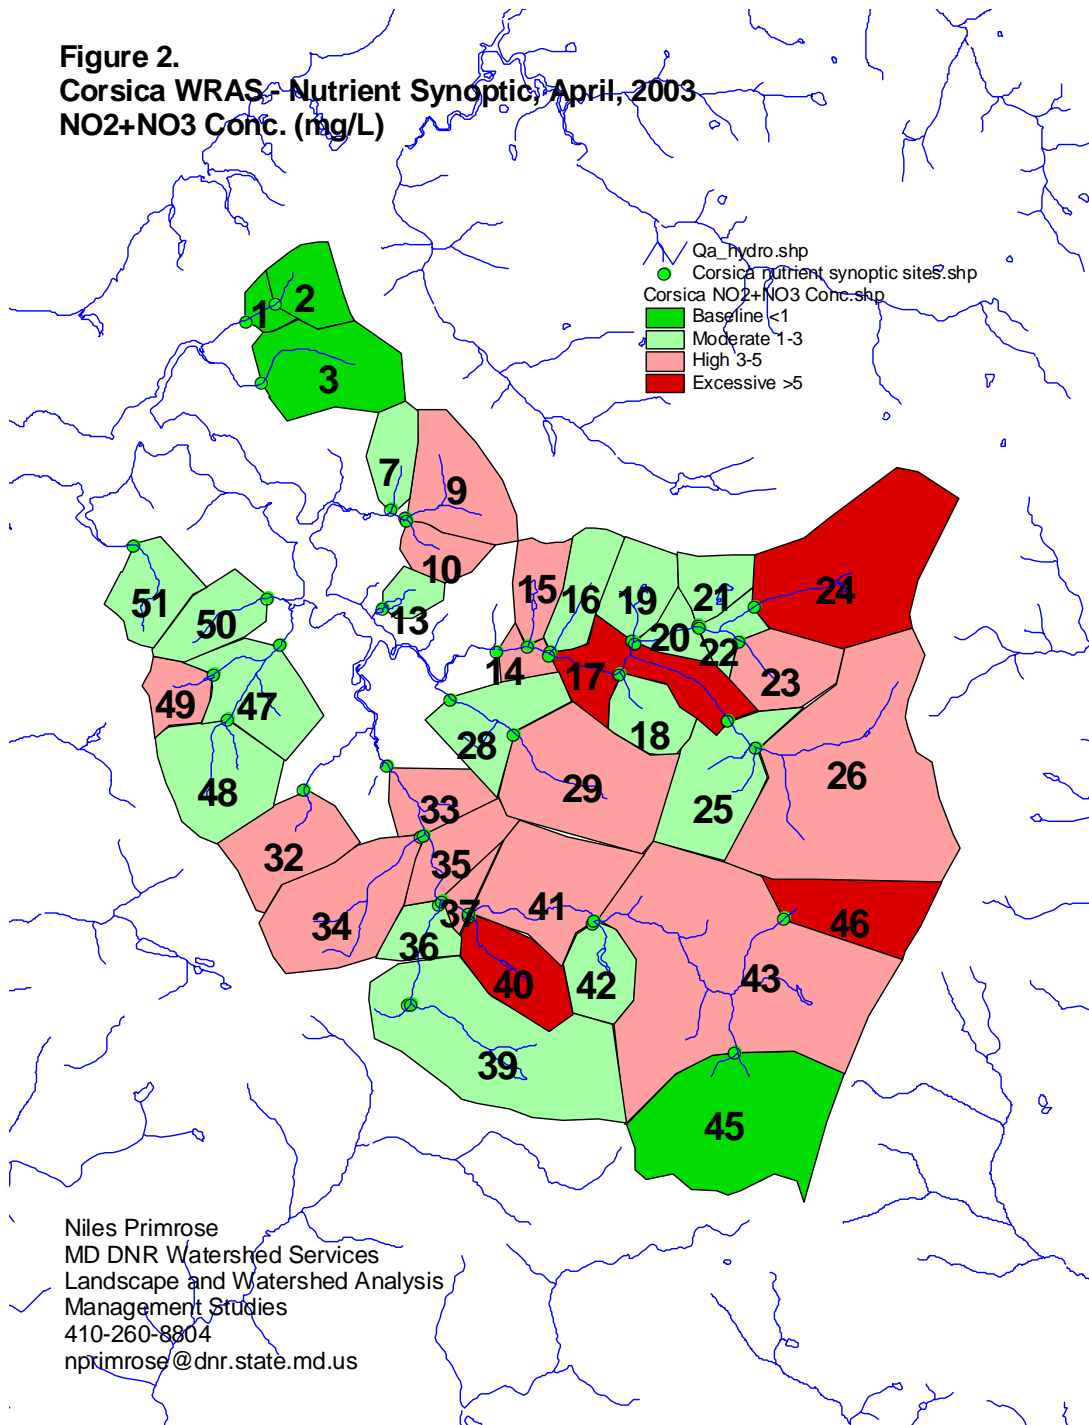 Figure 2.
Corsica WRAS - Nutrient Synoptic, April, 2003
NO2+NO3 Conc. (mg/L)
Qa_hydro.shp
Corsica nutrient synoptic sites.shp
Corsica NO2+NO3 Conc.shp
Baseline <1
Moderate 1-3
High 3-5
Excessive >5
1
2
3
7
9
10
13
14
15
16
17
18
19
20
21
22
23
24
25
26
28
29
32
33
34
35
36
37
39
40
41
42
43
45
46
47
48
49
50
51
Niles Primrose
MD DNR Watershed Services
Landscape and Watershed Analysis
Management Studies
410-260-8804
nprimrose@dnr.state.md.us